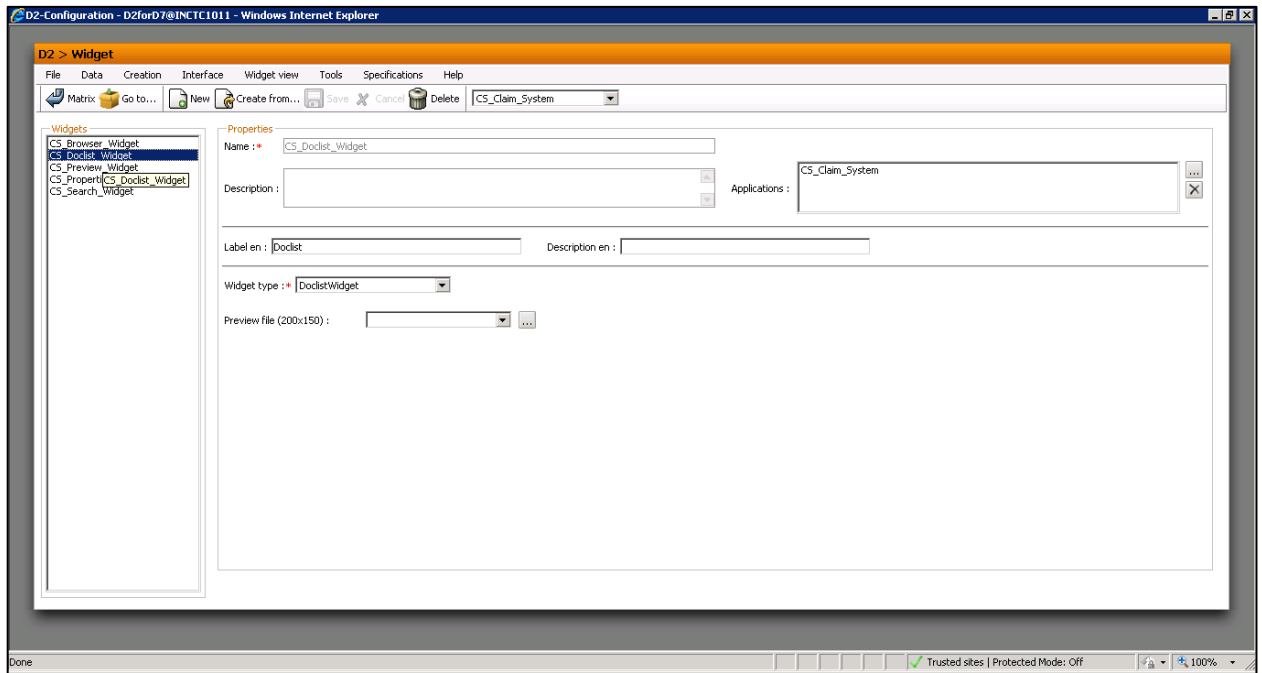 D2-Configuration - D2forD7@INCTC1011 - Windows Internet Explorer
D2 > Widget
File Data Creation Interface Widget view Tools Specifications Help
Matrix Go to... New Create from... Save Cancel Delete CS_Claim_System
Widgets
CS_Browser_Widget
CS_Doclist_Widget
CS_Preview_Widget
CS_Properti
CS_Doclist_Widget
CS_Search_Widget
Properties
Name :* CS_Doclist_Widget
Description :
Applications : CS_Claim_System
...
Label en : Doclist Description en :
Widget type :* DoclistWidget
Preview file (200x150) : ...
Done Trusted sites | Protected Mode: Off 100%